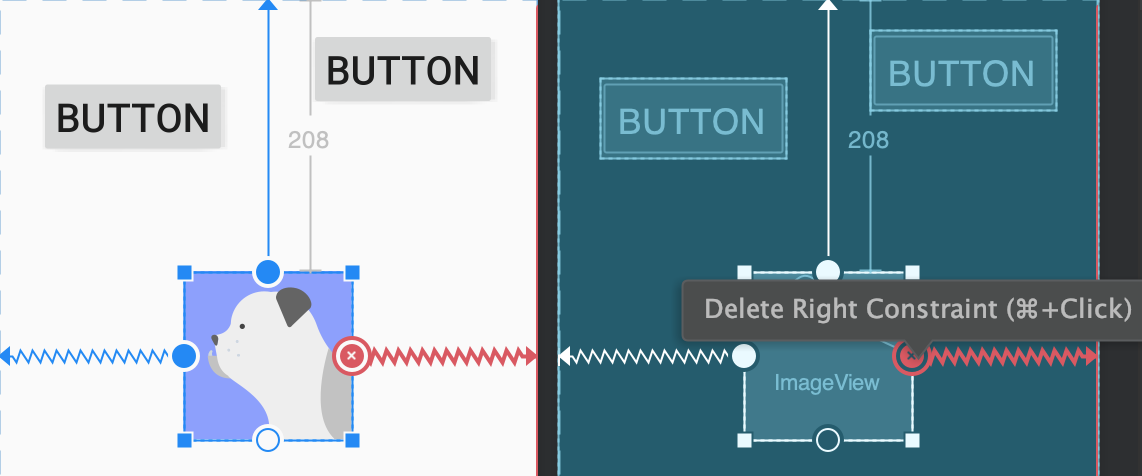 BUTTON
BUTTON
208
BUTTON
BUTTON
208
Delete Right Constraint (⌘+Click)
ImageView